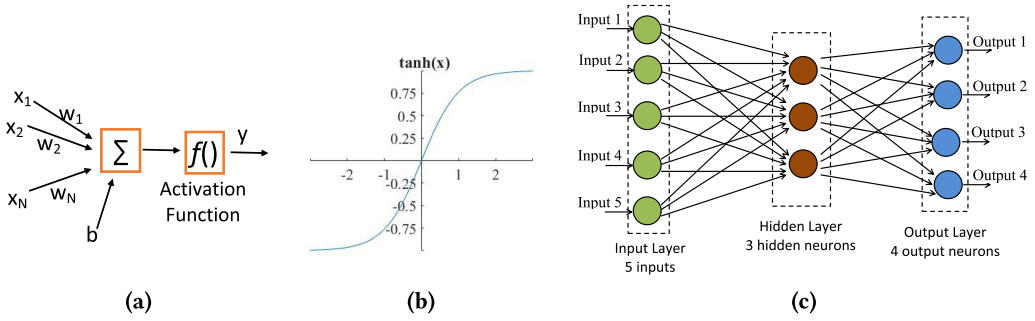 x1
w1
x2
w2
xN
wN
b
∑
f()
y
Activation
Function
(a)
tanh(x)
0.75
0.5
0.25
-2
-1
1
2
-0.25
-0.5
-0.75
(b)
Input 1
Input 2
Input 3
Input 4
Input 5
Input Layer
5 inputs
Hidden Layer
3 hidden neurons
Output 1
Output 2
Output 3
Output 4
Output Layer
4 output neurons
(c)